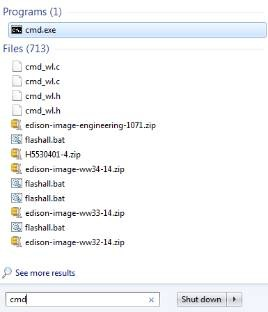 Programs (1)
cmd.exe
Files (713)
cmd_wl.c
cmd_wl.c
cmd_wl.h
cmd_wl.h
edison-image-engineering-1071.zip
flashall.bat
H5530401-4.zip
edison-image-ww34-14.zip
flashall.bat
flashall.bat
edison-image-ww33-14.zip
flashall.bat
edison-image-ww32-14.zip
See more results
cmd
Shut down